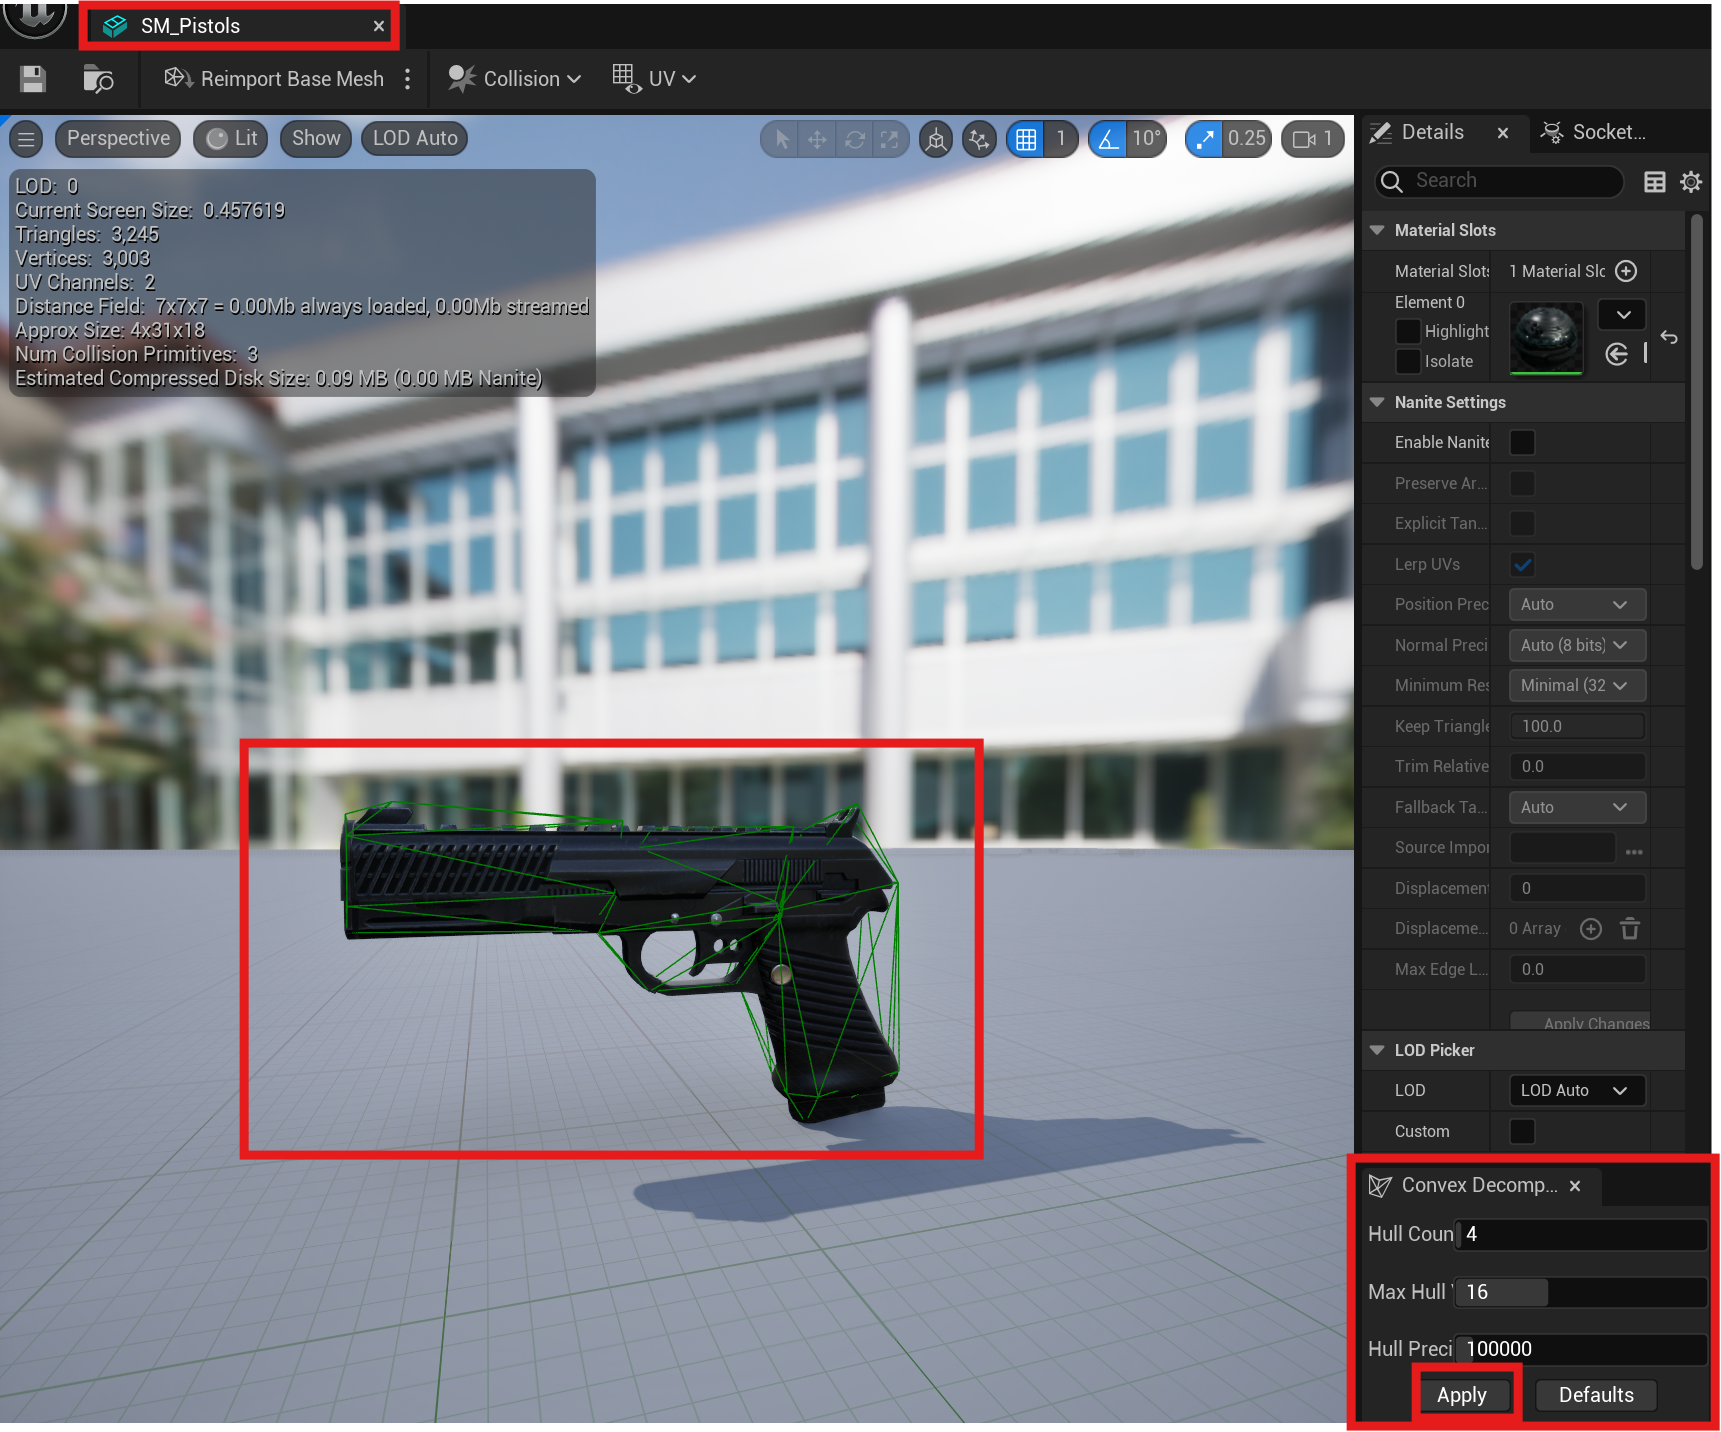 SM_Pistols
Reimport Base Mesh
Collision
UV
Perspective
Lit
Show
LOD Auto
1
10°
0.25
1
LOD: 0
Current Screen Size: 0.457619
Triangles: 3,245
Vertices: 3,003
UV Channels: 2
Distance Field: 7x7x7 = 0.00Mb always loaded, 0.00Mb streamed
Approx Size: 4x31x18
Num Collision Primitives: 3
Estimated Compressed Disk Size: 0.09 MB (0.00 MB Nanite)
Details
Socket...
Search
Material Slots
Material Slots 1 Material Slo
Element 0
Highlight
Isolate
Nanite Settings
Enable Nanite
Preserve Ar...
Explicit Tan...
Lerp UVs
Position Prec Auto
Normal Preci Auto (8 bits)
Minimum Res Minimal (32
Keep Triangle 100.0
Trim Relative 0.0
Fallback Ta... Auto
Source Impor
Displacement 0
Displaceme... 0 Array
Max Edge L... 0.0
Apply Changes
LOD Picker
LOD LOD Auto
Custom
Convex Decomp...
Hull Coun 4
Max Hull 16
Hull Preci 100000
Apply Defaults